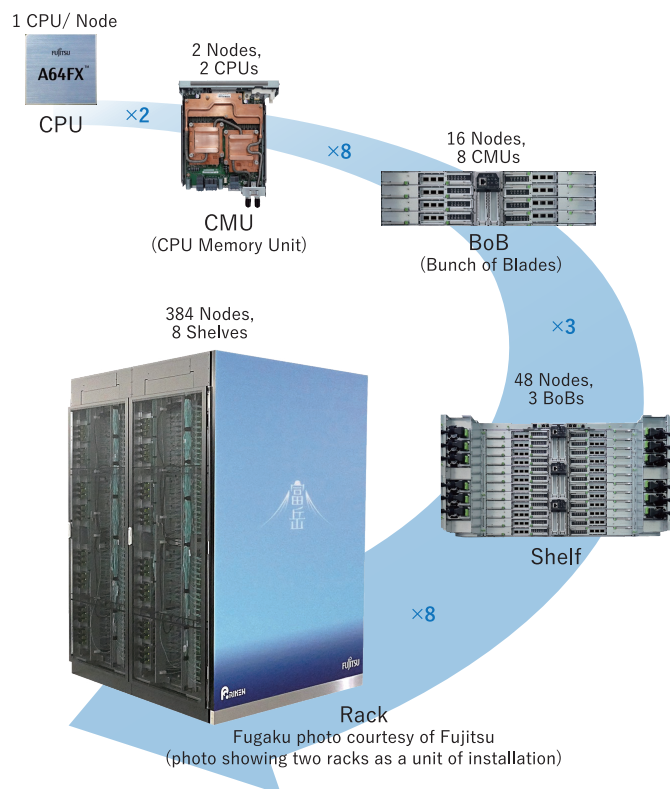 1 CPU/ Node
FUJITSU
A64FX™
CPU
×2
2 Nodes,
2 CPUs
CMU
(CPU Memory Unit)
×8
16 Nodes,
8 CMUs
BoB
(Bunch of Blades)
×3
48 Nodes,
3 BoBs
Shelf
×8
384 Nodes,
8 Shelves
富岳
RIKEN
FUJITSU
Rack
Fugaku photo courtesy of Fujitsu
(photo showing two racks as a unit of installation)